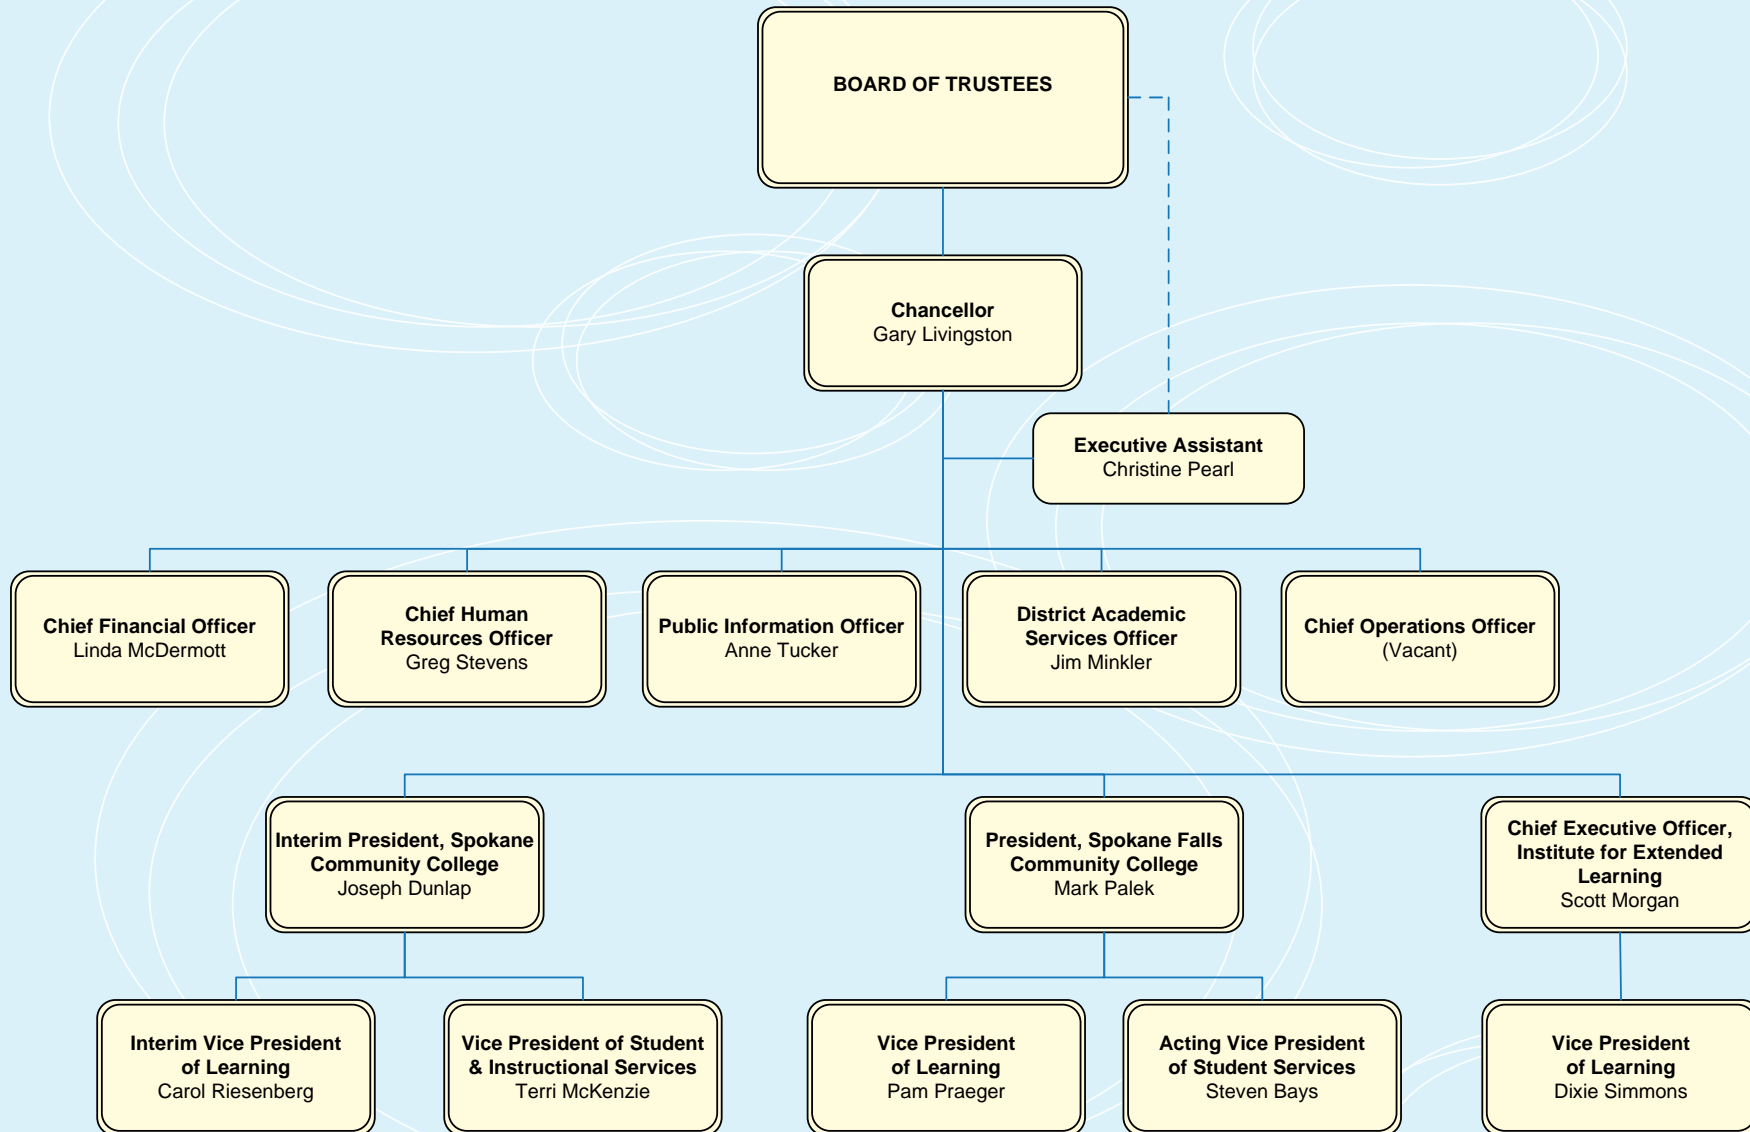 BOARD OF TRUSTEES
Chancellor
Gary Livingston
Executive Assistant
Christine Pearl
Chief Financial Officer
Linda McDermott
Chief Human
Resources Officer
Greg Stevens
Public Information Officer
Anne Tucker
District Academic
Services Officer
Jim Minkler
Chief Operations Officer
(Vacant)
Interim President, Spokane
Community College
Joseph Dunlap
President, Spokane Falls
Community College
Mark Palek
Chief Executive Officer,
Institute for Extended
Learning
Scott Morgan
Interim Vice President
of Learning
Carol Riesenberg
Vice President of Student
& Instructional Services
Terri McKenzie
Vice President
of Learning
Pam Praeger
Acting Vice President
of Student Services
Steven Bays
Vice President
of Learning
Dixie Simmons